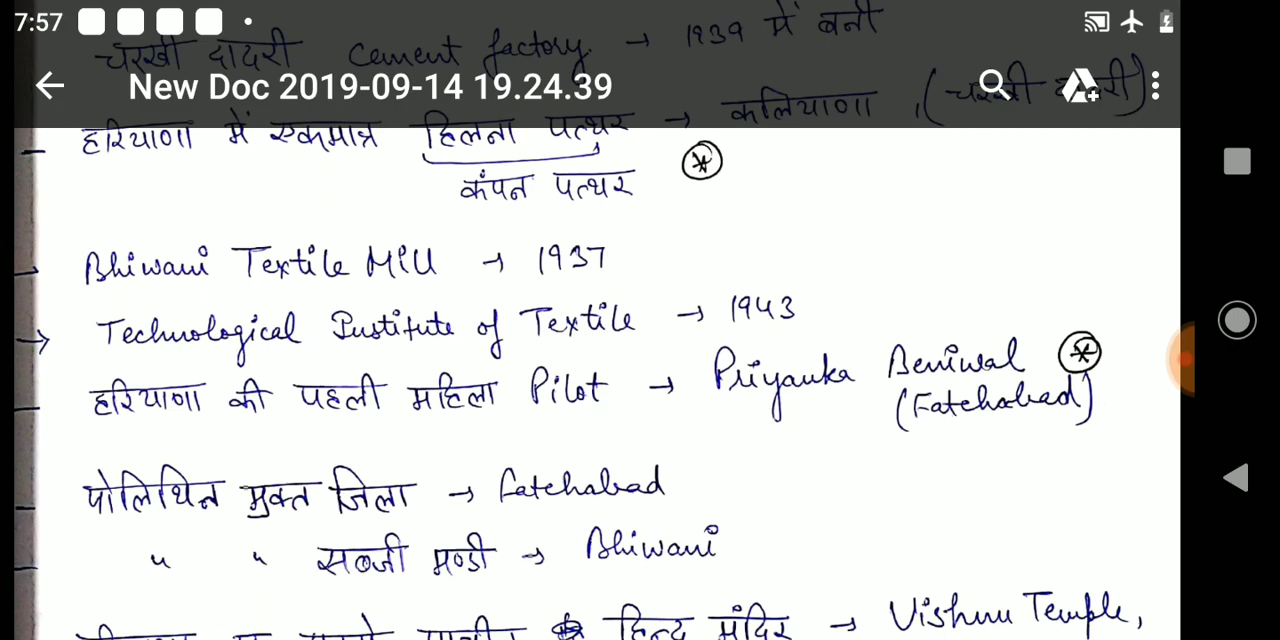 7:57
चरखी दादरी Cement factory → 1939 में बनी
New Doc 2019-09-14 19.24.39
हरियाणा में एकमात्र हिलना पत्थर → कलियाणा, (चरखी दादरी)
कंपन पत्थर
Bhiwani Textile Mill → 1937
→ Technological Institute of Textile → 1943
हरियाणा की पहली महिला Pilot → Priyanka Beniwal
(Fatehabad)
पोलिथिन मुक्त जिला → Fatehabad
" " सब्जी मण्डी → Bhiwani
हिन्दू मंदिर → Vishnu Temple,